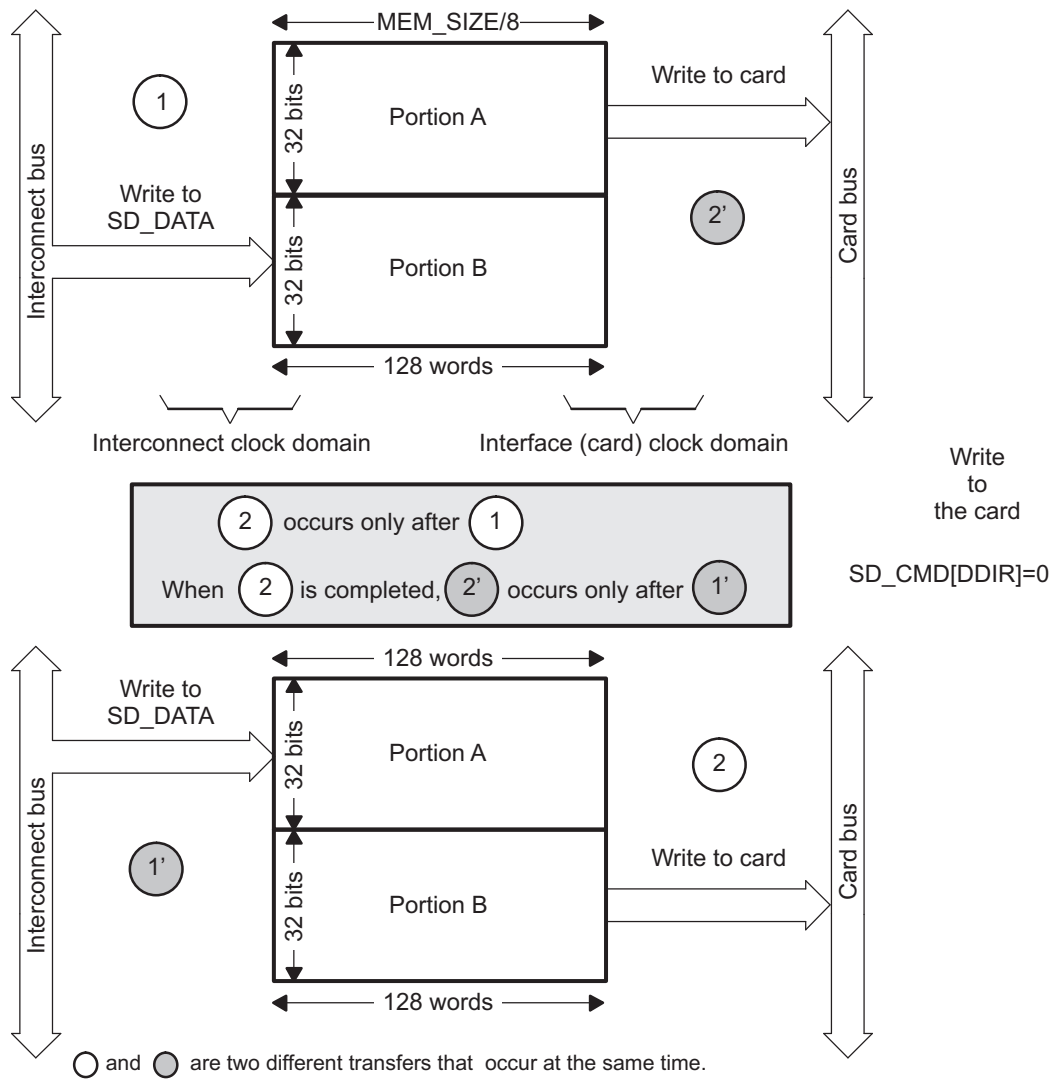 MEM_SIZE/8
Interconnect bus
1
Write to
SD_DATA
32 bits
Portion A
32 bits
Portion B
Write to card
2’
Card bus
128 words
Interconnect clock domain
Interface (card) clock domain
Write
to
the card
SD_CMD[DDIR]=0
2 occurs only after 1
When 2 is completed, 2’ occurs only after 1’
128 words
Interconnect bus
Write to
SD_DATA
1’
32 bits
Portion A
32 bits
Portion B
2
Write to card
Card bus
128 words
and are two different transfers that occur at the same time.